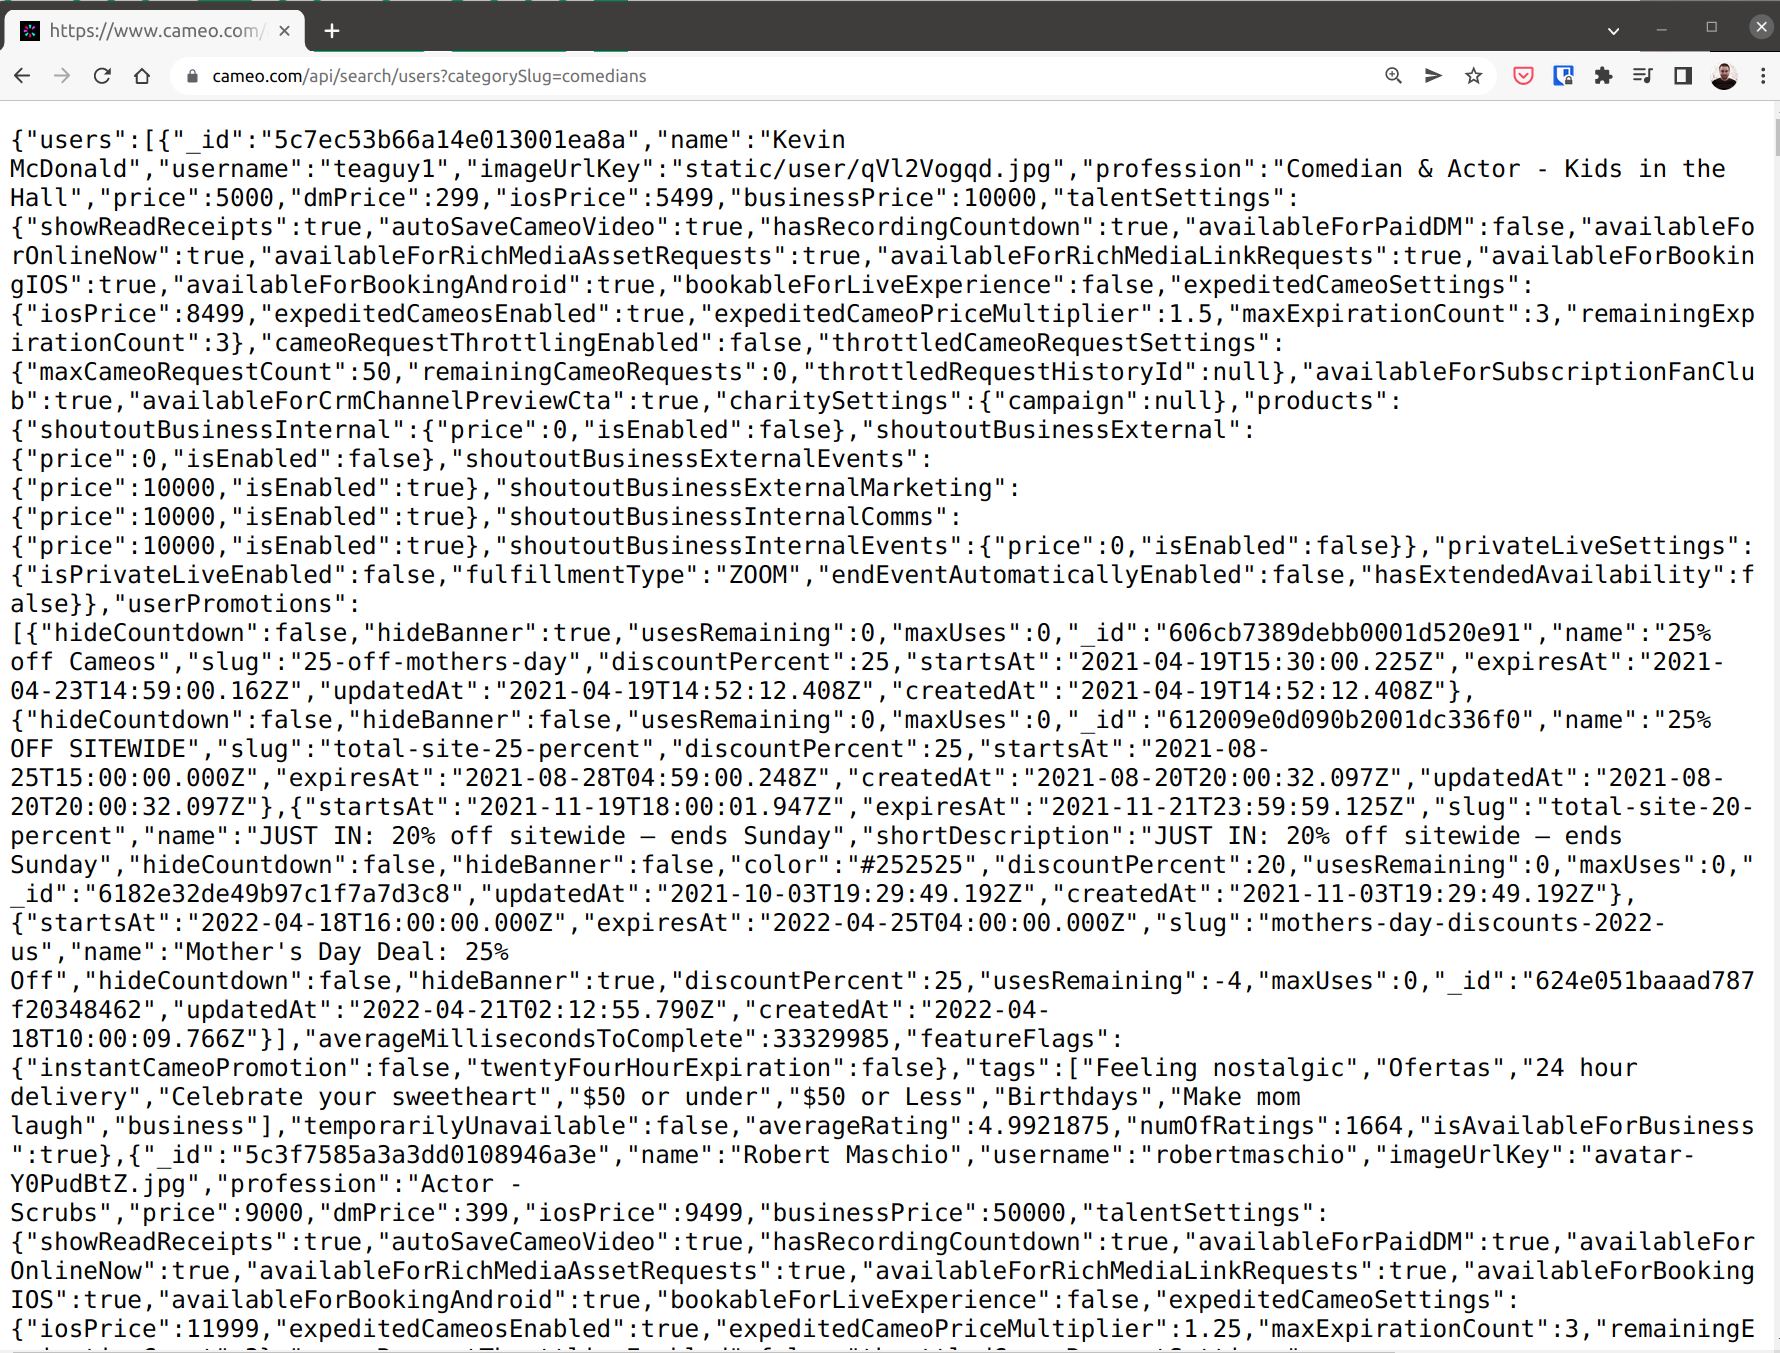 https://www.cameo.com/
cameo.com/api/search/users?categorySlug=comedians
{"users":[{"_id":"5c7ec53b66a14e013001ea8a","name":"Kevin
McDonald","username":"teaguy1","imageUrlKey":"static/user/qVl2Vogqd.jpg","profession":"Comedian & Actor - Kids in the
Hall","price":5000,"dmPrice":299,"iosPrice":5499,"businessPrice":10000,"talentSettings":
{"showReadReceipts":true,"autoSaveCameoVideo":true,"hasRecordingCountdown":true,"availableForPaidDM":false,"availableFo
rOnlineNow":true,"availableForRichMediaAssetRequests":true,"availableForRichMediaLinkRequests":true,"availableForBookin
gIOS":true,"availableForBookingAndroid":true,"bookableForLiveExperience":false,"expeditedCameoSettings":
{"iosPrice":8499,"expeditedCameosEnabled":true,"expeditedCameoPriceMultiplier":1.5,"maxExpirationCount":3,"remainingExp
irationCount":3},"cameoRequestThrottlingEnabled":false,"throttledCameoRequestSettings":
{"maxCameoRequestCount":50,"remainingCameoRequests":0,"throttledRequestHistoryId":null},"availableForSubscriptionFanClu
b":true,"availableForCrmChannelPreviewCta":true,"charitySettings":{"campaign":null},"products":
{"shoutoutBusinessInternal":{"price":0,"isEnabled":false},"shoutoutBusinessExternal":
{"price":0,"isEnabled":false},"shoutoutBusinessExternalEvents":
{"price":10000,"isEnabled":true},"shoutoutBusinessExternalMarketing":
{"price":10000,"isEnabled":true},"shoutoutBusinessInternalComms":
{"price":10000,"isEnabled":true},"shoutoutBusinessInternalEvents":{"price":0,"isEnabled":false}},"privateLiveSettings":
{"isPrivateLiveEnabled":false,"fulfillmentType":"ZOOM","endEventAutomaticallyEnabled":false,"hasExtendedAvailability":f
alse}},"userPromotions":
[{"hideCountdown":false,"hideBanner":true,"usesRemaining":0,"maxUses":0,"_id":"606cb7389debb0001d520e91","name":"25%
off Cameos","slug":"25-off-mothers-day","discountPercent":25,"startsAt":"2021-04-19T15:30:00.225Z","expiresAt":"2021-
04-23T14:59:00.162Z","updatedAt":"2021-04-19T14:52:12.408Z","createdAt":"2021-04-19T14:52:12.408Z"},
{"hideCountdown":false,"hideBanner":false,"usesRemaining":0,"maxUses":0,"_id":"612009e0d090b2001dc336f0","name":"25%
OFF SITEWIDE","slug":"total-site-25-percent","discountPercent":25,"startsAt":"2021-08-
25T15:00:00.000Z","expiresAt":"2021-08-28T04:59:00.248Z","createdAt":"2021-08-20T20:00:32.097Z","updatedAt":"2021-08-
20T20:00:32.097Z"},{"startsAt":"2021-11-19T18:00:01.947Z","expiresAt":"2021-11-21T23:59:59.125Z","slug":"total-site-20-
percent","name":"JUST IN: 20% off sitewide — ends Sunday","shortDescription":"JUST IN: 20% off sitewide — ends
Sunday","hideCountdown":false,"hideBanner":false,"color":"#252525","discountPercent":20,"usesRemaining":0,"maxUses":0,"
_id":"6182e32de49b97c1f7a7d3c8","updatedAt":"2021-10-03T19:29:49.192Z","createdAt":"2021-11-03T19:29:49.192Z"},
{"startsAt":"2022-04-18T16:00:00.000Z","expiresAt":"2022-04-25T04:00:00.000Z","slug":"mothers-day-discounts-2022-
us","name":"Mother's Day Deal: 25%
Off","hideCountdown":false,"hideBanner":true,"discountPercent":25,"usesRemaining":-4,"maxUses":0,"_id":"624e051baaad787
f20348462","updatedAt":"2022-04-21T02:12:55.790Z","createdAt":"2022-04-
18T10:00:09.766Z"}],"averageMillisecondsToComplete":33329985,"featureFlags":
{"instantCameoPromotion":false,"twentyFourHourExpiration":false},"tags":["Feeling nostalgic","Ofertas","24 hour
delivery","Celebrate your sweetheart","$50 or under","$50 or Less","Birthdays","Make mom
laugh","business"],"temporarilyUnavailable":false,"averageRating":4.9921875,"numOfRatings":1664,"isAvailableForBusiness
":true},{"_id":"5c3f7585a3a3dd0108946a3e","name":"Robert Maschio","username":"robertmaschio","imageUrlKey":"avatar-
Y0PudBtZ.jpg","profession":"Actor -
Scrubs","price":9000,"dmPrice":399,"iosPrice":9499,"businessPrice":50000,"talentSettings":
{"showReadReceipts":true,"autoSaveCameoVideo":true,"hasRecordingCountdown":true,"availableForPaidDM":true,"availableFor
OnlineNow":true,"availableForRichMediaAssetRequests":true,"availableForRichMediaLinkRequests":true,"availableForBooking
IOS":true,"availableForBookingAndroid":true,"bookableForLiveExperience":false,"expeditedCameoSettings":
{"iosPrice":11999,"expeditedCameosEnabled":true,"expeditedCameoPriceMultiplier":1.25,"maxExpirationCount":3,"remainingE